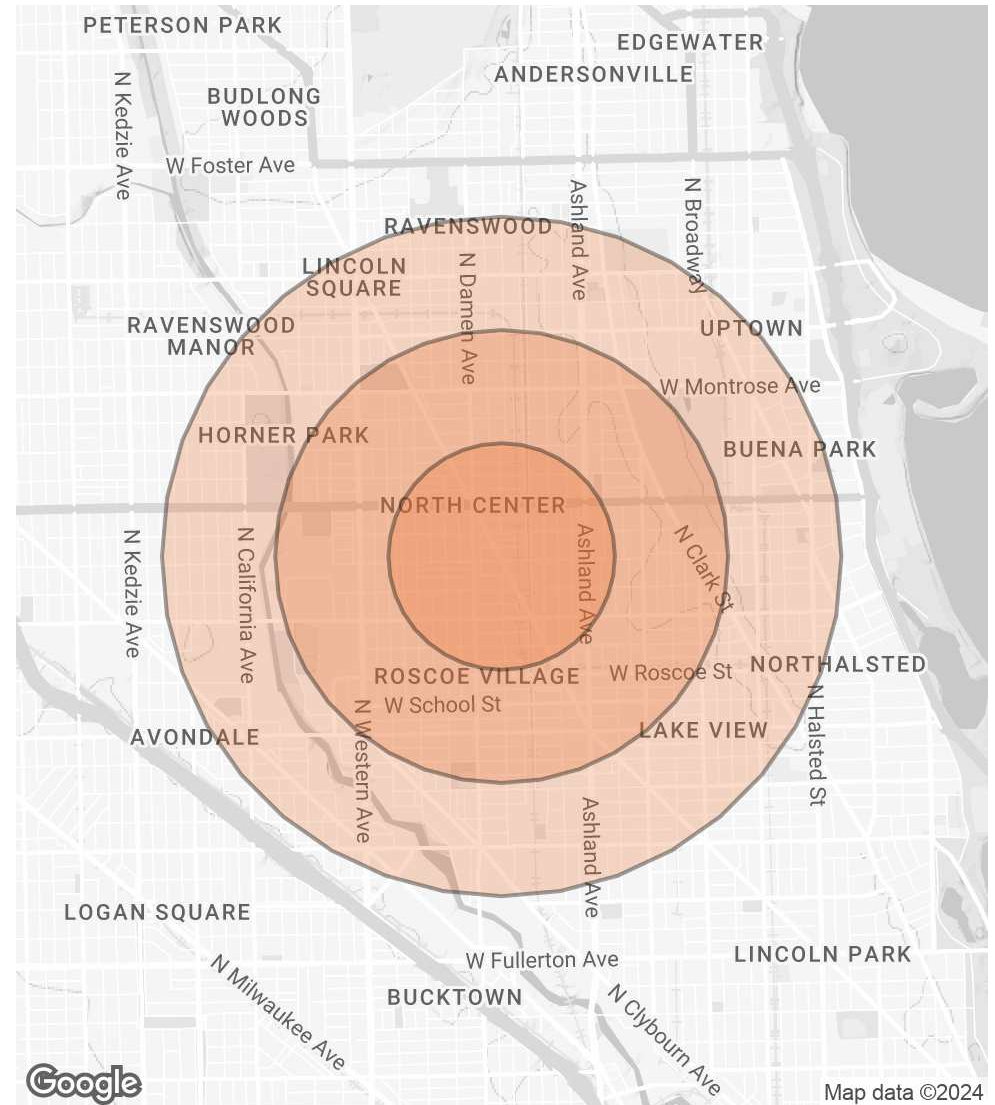 PETERSON PARK
EDGEWATER
ANDERSONVILLE
N Kedzie Ave
BUDLONG
WOODS
W Foster Ave
Ashland Ave
N Broadway
RAVENSWOOD
LINCOLN
SQUARE
N Damen Ave
RAVENSWOOD
MANOR
UPTOWN
W Montrose Ave
HORNER PARK
BUENA PARK
NORTH CENTER
N Kedzie Ave
N California Ave
Ashland Ave
N Clark St
ROSCOE VILLAGE
W Roscoe St
NORTHALSTED
W School St
N Western Ave
N Halsted St
AVONDALE
LAKE VIEW
Ashland Ave
LOGAN SQUARE
W Fullerton Ave
LINCOLN PARK
N Milwaukee Ave
BUCKTOWN
N Clybourn Ave
Google
Map data ©2024